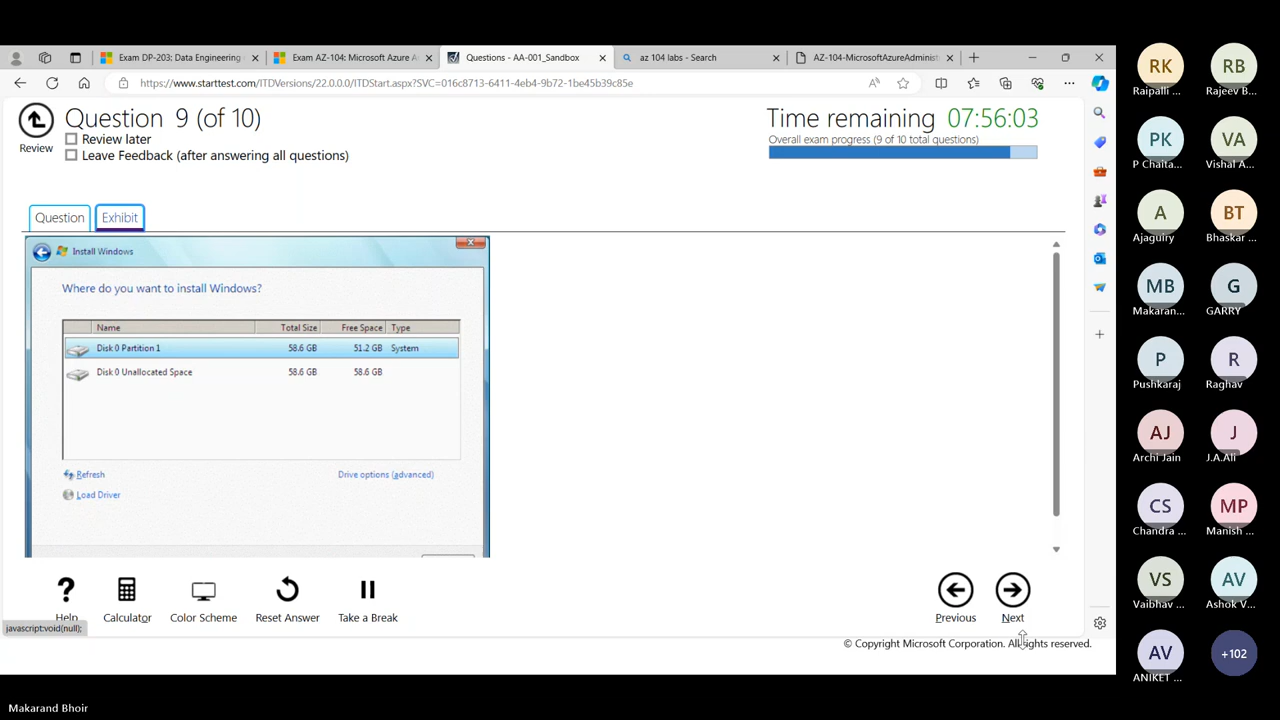 Exam DP-203: Data Engineering
Exam AZ-104: Microsoft Azure A
Questions - AA-001_Sandbox
az 104 labs - Search
AZ-104-MicrosoftAzureAdminist
https://www.starttest.com/ITDVersions/22.0.0.0/ITDStart.aspx?SVC=016c8713-6411-4eb4-9b72-1be45b39c85e
Review
Question 9 (of 10)
Review later
Leave Feedback (after answering all questions)
Time remaining 07:56:03
Overall exam progress (9 of 10 total questions)
Question
Exhibit
Install Windows
Where do you want to install Windows?
Name Total Size Free Space Type
Disk 0 Partition 1 58.6 GB 51.2 GB System
Disk 0 Unallocated Space 58.6 GB 58.6 GB
Refresh
Drive options (advanced)
Load Driver
Help
Calculator
Color Scheme
Reset Answer
Take a Break
Previous
Next
javascript:void(null);
© Copyright Microsoft Corporation. All rights reserved.
RK
Raipalli ...
RB
Rajeev B...
PK
P Chaita...
VA
Vishal A...
A
Ajaguiry
BT
Bhaskar ...
MB
Makaran...
G
GARRY
P
Pushkaraj
R
Raghav
AJ
Archi Jain
J
J.A.Ali
CS
Chandra ...
MP
Manish ...
VS
Vaibhav ...
AV
Ashok V...
AV
ANIKET ...
+102
Makarand Bhoir